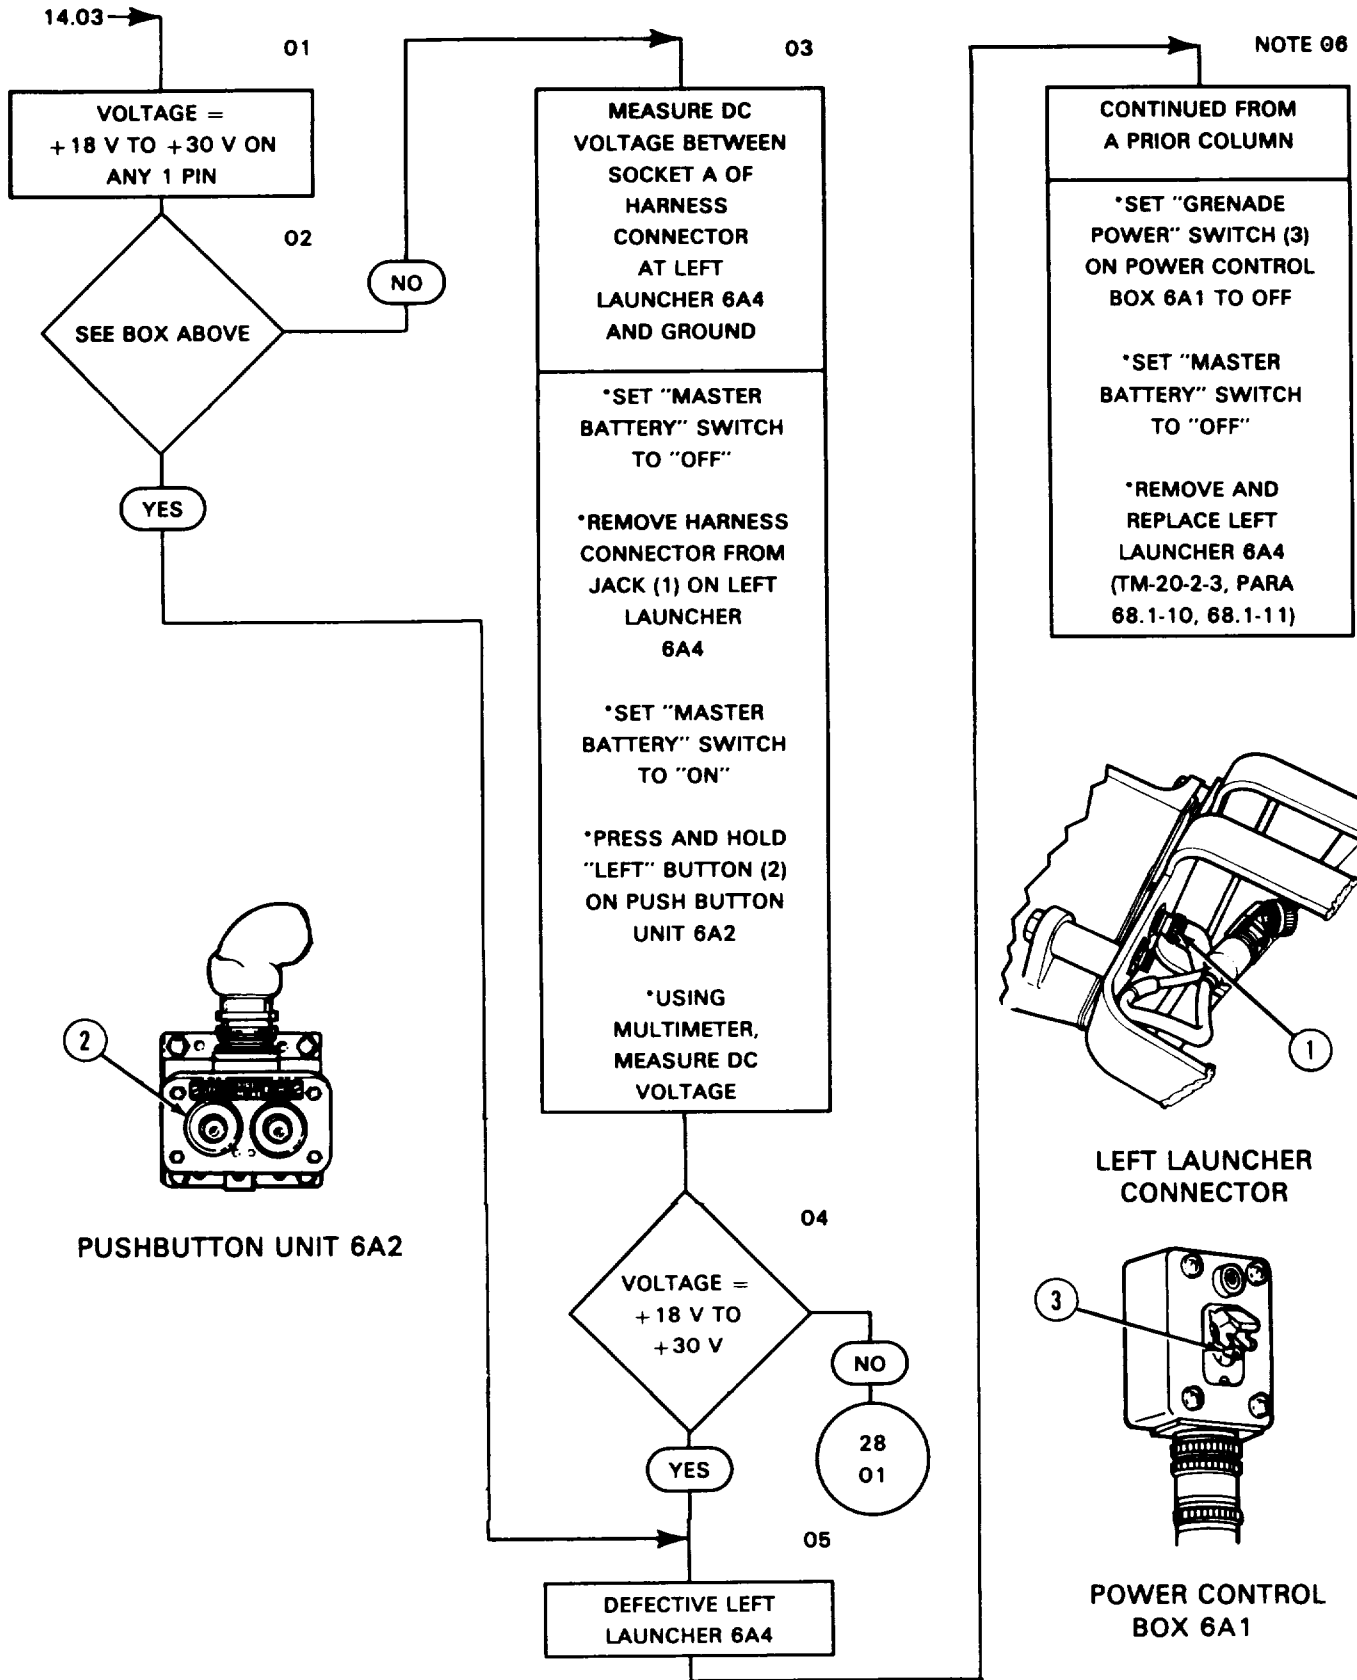 14.03
01
VOLTAGE =
+18 V TO +30 V ON
ANY 1 PIN
02
SEE BOX ABOVE
NO
YES
03
MEASURE DC
VOLTAGE BETWEEN
SOCKET A OF
HARNESS
CONNECTOR
AT LEFT
LAUNCHER 6A4
AND GROUND
*SET "MASTER
BATTERY" SWITCH
TO "OFF"
*REMOVE HARNESS
CONNECTOR FROM
JACK (1) ON LEFT
LAUNCHER
6A4
*SET "MASTER
BATTERY" SWITCH
TO "ON"
*PRESS AND HOLD
"LEFT" BUTTON (2)
ON PUSH BUTTON
UNIT 6A2
*USING
MULTIMETER,
MEASURE DC
VOLTAGE
04
VOLTAGE =
+18 V TO
+30 V
NO
28
01
YES
05
DEFECTIVE LEFT
LAUNCHER 6A4
NOTE 06
CONTINUED FROM
A PRIOR COLUMN
*SET "GRENADE
POWER" SWITCH (3)
ON POWER CONTROL
BOX 6A1 TO OFF
*SET "MASTER
BATTERY" SWITCH
TO "OFF"
*REMOVE AND
REPLACE LEFT
LAUNCHER 6A4
(TM-20-2-3, PARA
68.1-10, 68.1-11)
2
PUSHBUTTON UNIT 6A2
1
LEFT LAUNCHER
CONNECTOR
3
POWER CONTROL
BOX 6A1